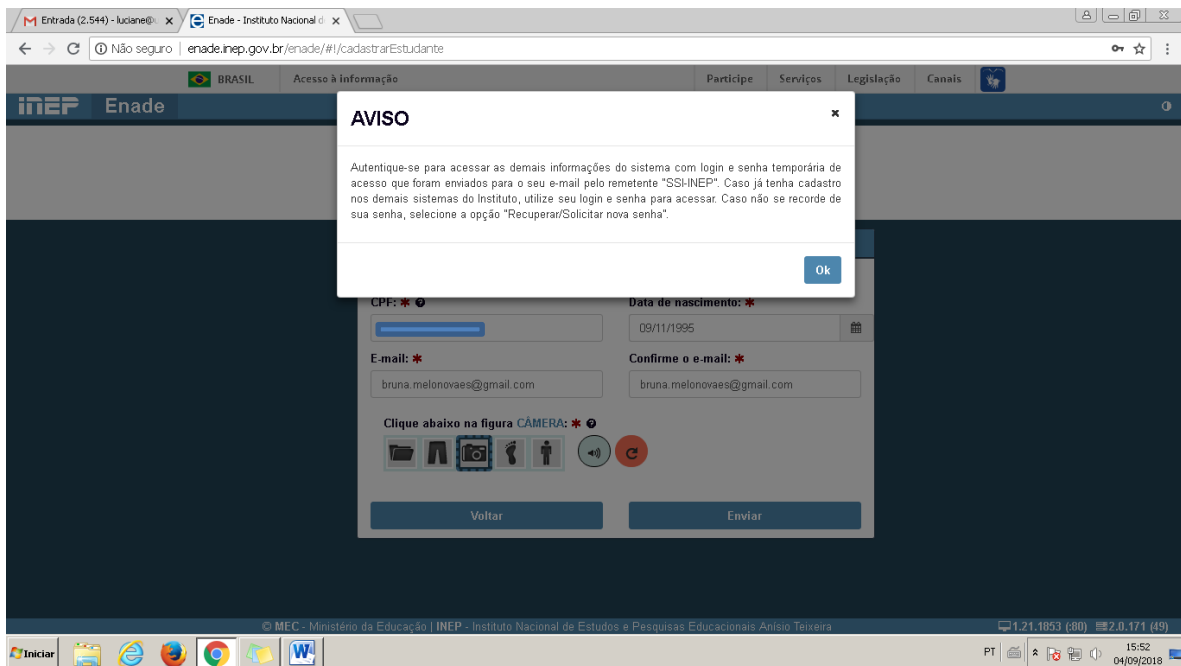 Entrada (2.544) - luciane@
Enade - Instituto Nacional d
Não seguro | enade.inep.gov.br/enade/#!/cadastrarEstudante
BRASIL Acesso à informação Participe Serviços Legislação Canais
inep Enade
AVISO
Autentique-se para acessar as demais informações do sistema com login e senha temporária de
acesso que foram enviados para o seu e-mail pelo remetente "SSI-INEP". Caso já tenha cadastro
nos demais sistemas do Instituto, utilize seu login e senha para acessar. Caso não se recorde de
sua senha, selecione a opção "Recuperar/Solicitar nova senha".
Ok
CPF: * Data de nascimento: *
09/11/1995
E-mail: * Confirme o e-mail: *
bruna.melonovaes@gmail.com bruna.melonovaes@gmail.com
Clique abaixo na figura CÂMERA: *
Voltar Enviar
© MEC - Ministério da Educação | INEP - Instituto Nacional de Estudos e Pesquisas Educacionais Anísio Teixeira 1.21.1853 (:80) 2.0.171 (49)
Iniciar PT 15:52
04/09/2018